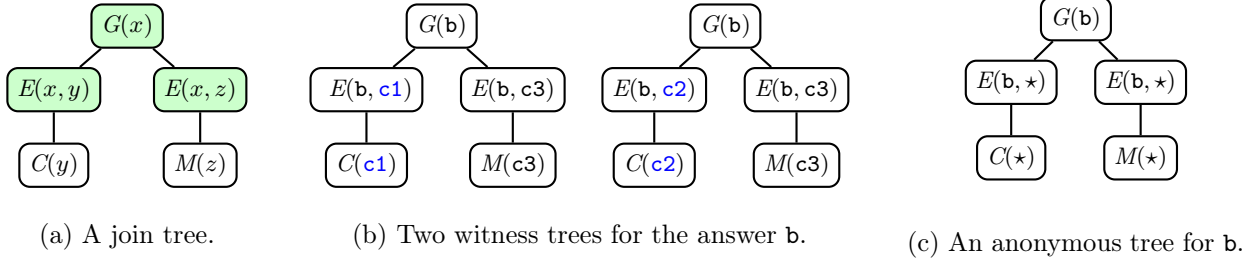 G(x)
E(x, y) E(x, z)
C(y) M(z)
(a) A join tree.
G(b) G(b)
E(b, c1) E(b, c3) E(b, c2) E(b, c3)
C(c1) M(c3) C(c2) M(c3)
(b) Two witness trees for the answer b.
G(b)
E(b, ⋆) E(b, ⋆)
C(⋆) M(⋆)
(c) An anonymous tree for b.